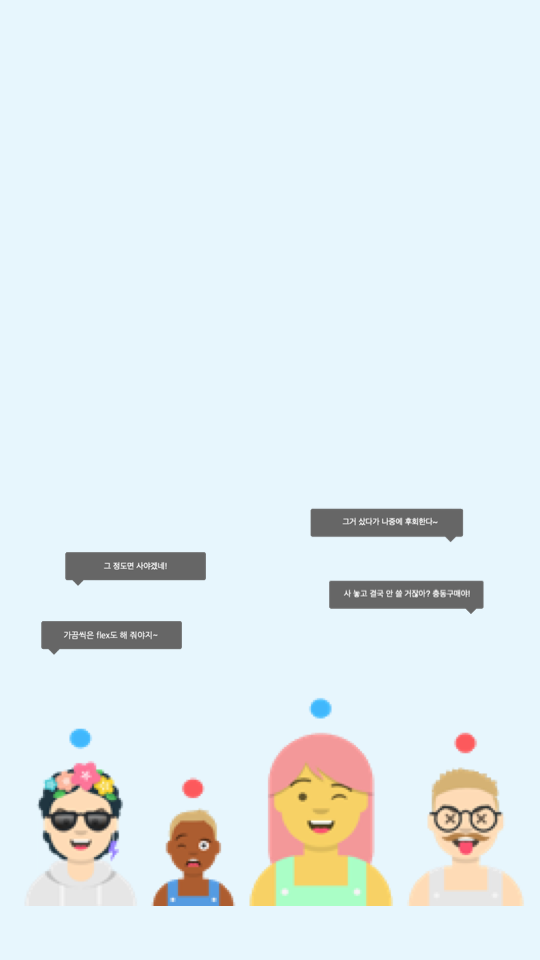 그거 샀다가 나중에 후회한다~
그 정도면 사야겠네!
사 놓고 결국 안 쓸 거잖아? 충동구매야!
가끔씩은 flex도 해 줘야지~